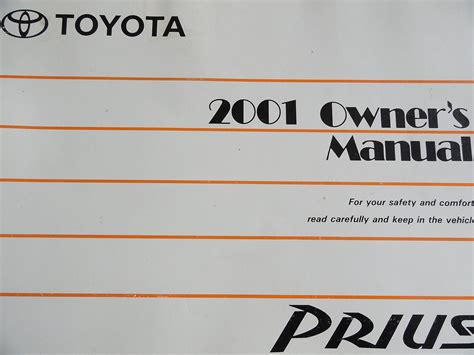 TOYOTA
2001 Owner's
Manual
For your safety and comfort
read carefully and keep in the vehicle
PRIUS